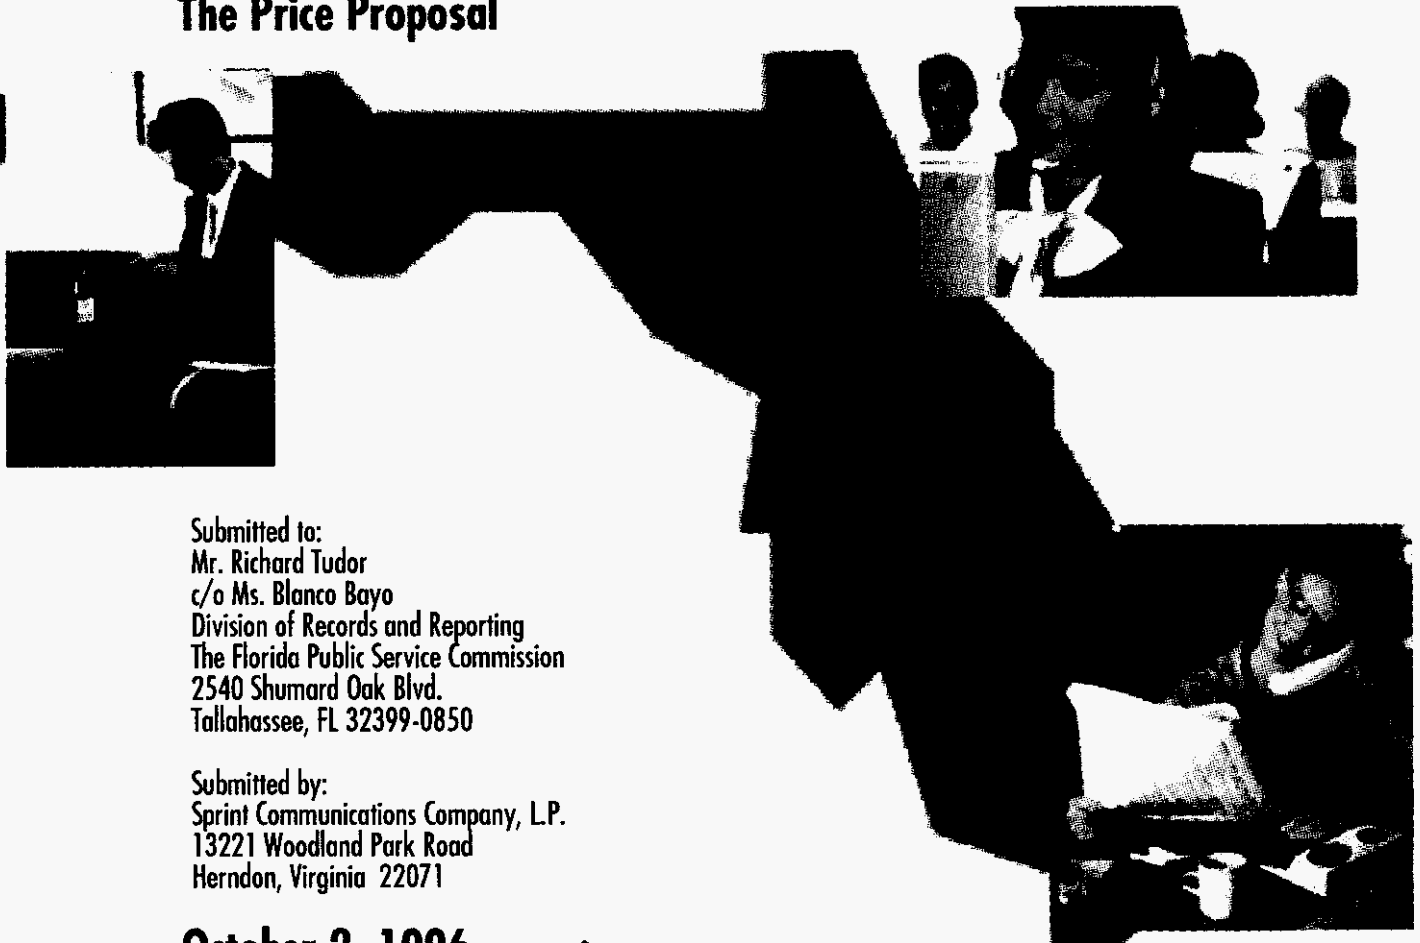 The Price Proposal
Submitted to:
Mr. Richard Tudor
c/o Ms. Blanco Bayo
Division of Records and Reporting
The Florida Public Service Commission
2540 Shumard Oak Blvd.
Tallahassee, FL 32399-0850
Submitted by:
Sprint Communications Company, L.P.
13221 Woodland Park Road
Herndon, Virginia 22071
October 1996